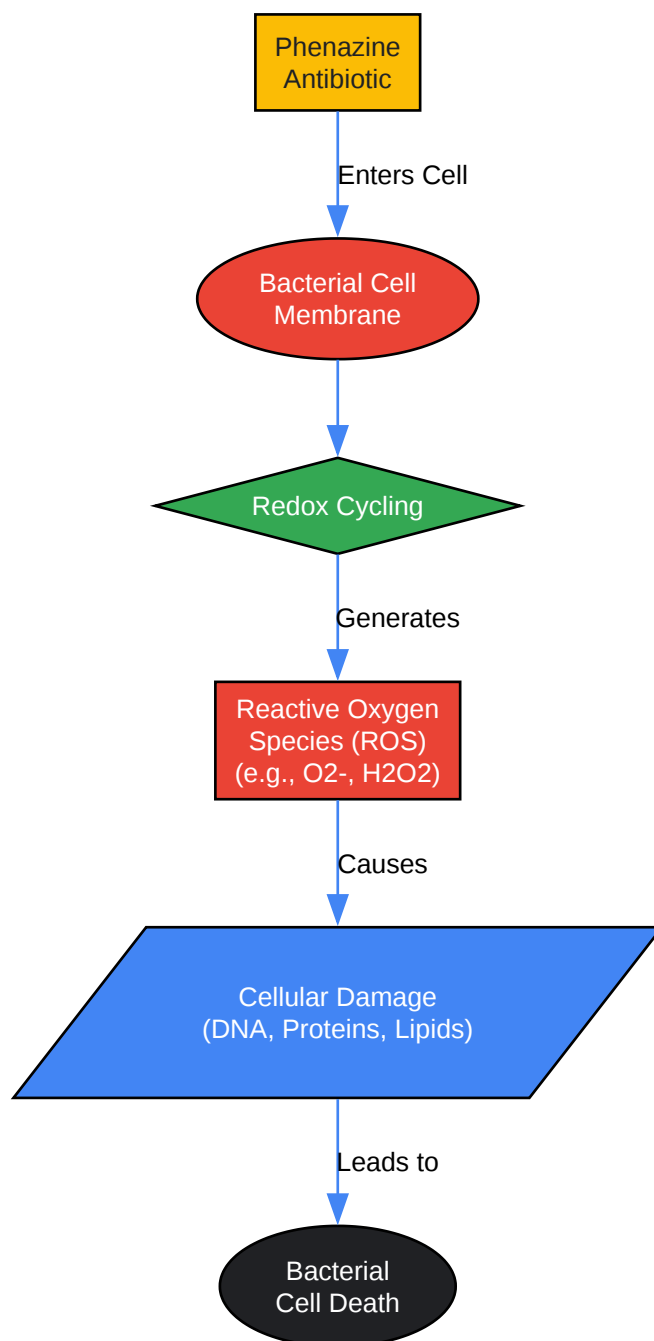 Phenazine
Antibiotic
Enters Cell
Bacterial Cell
Membrane
Redox Cycling
Generates
Reactive Oxygen
Species (ROS)
(e.g., O2-, H2O2)
Causes
Cellular Damage
(DNA, Proteins, Lipids)
Leads to
Bacterial
Cell Death